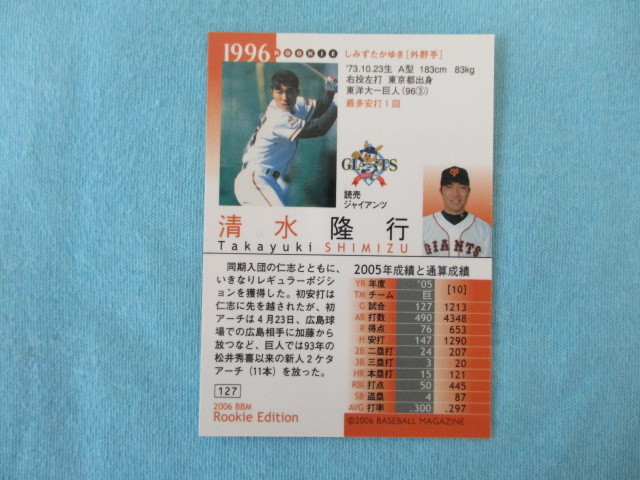 1996 ROOKIE
しみずたかゆき［外野手］
'73.10.23生 A型 183cm 83kg
右投左打 東京都出身
東洋大ー巨人（96③）
最多安打1回
GIANTS
読売
ジャイアンツ
清水 隆行
Takayuki SHIMIZU
GIANTS
同期入団の仁志とともに、
いきなりレギュラーポジシ
ョンを獲得した。初安打は
仁志に先を越されたが、初
アーチは4月23日、広島球
場での広島相手に加藤から
放つなど、巨人では93年の
松井秀喜以来の新人2ケタ
アーチ（11本）を放った。
127
2006 BBM
Rookie Edition
2005年成績と通算成績
YR 年度 '05 [10]
TM チーム 巨
G 試合 127 1213
AB 打数 490 4348
R 得点 76 653
H 安打 147 1290
2B 二塁打 24 207
3B 三塁打 3 20
HR 本塁打 15 121
RBI 打点 50 445
SB 盗塁 4 87
AVG 打率 .300 .297
©2006 BASEBALL MAGAZINE